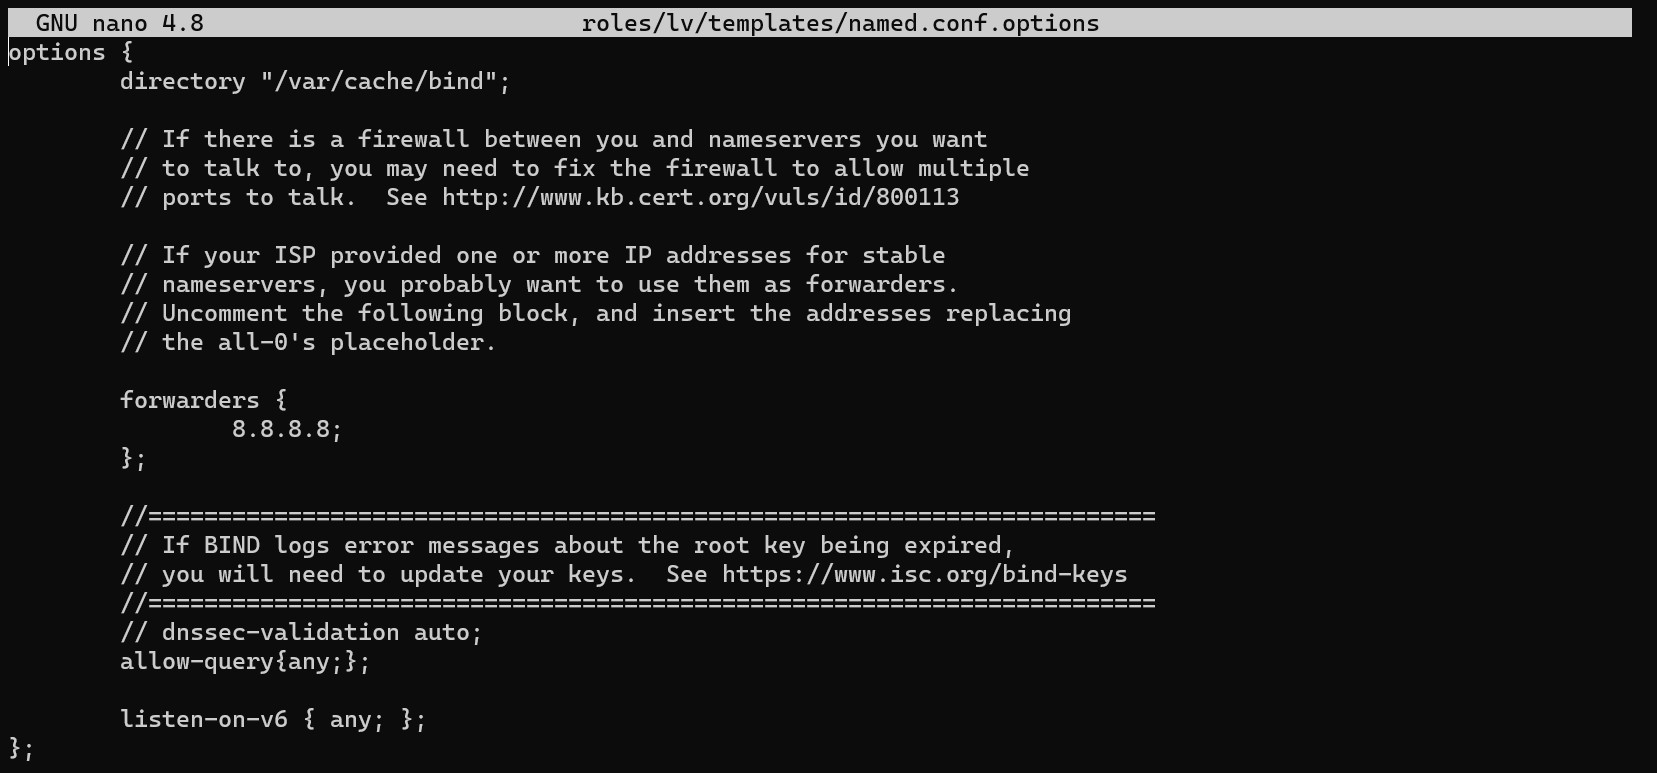 GNU nano 4.8 roles/lv/templates/named.conf.options
options {
directory "/var/cache/bind";
// If there is a firewall between you and nameservers you want
// to talk to, you may need to fix the firewall to allow multiple
// ports to talk.  See http://www.kb.cert.org/vuls/id/800113
// If your ISP provided one or more IP addresses for stable
// nameservers, you probably want to use them as forwarders.
// Uncomment the following block, and insert the addresses replacing
// the all-0's placeholder.
forwarders {
8.8.8.8;
};
//========================================================================
// If BIND logs error messages about the root key being expired,
// you will need to update your keys.  See https://www.isc.org/bind-keys
//========================================================================
// dnssec-validation auto;
allow-query{any;};
listen-on-v6 { any; };
};